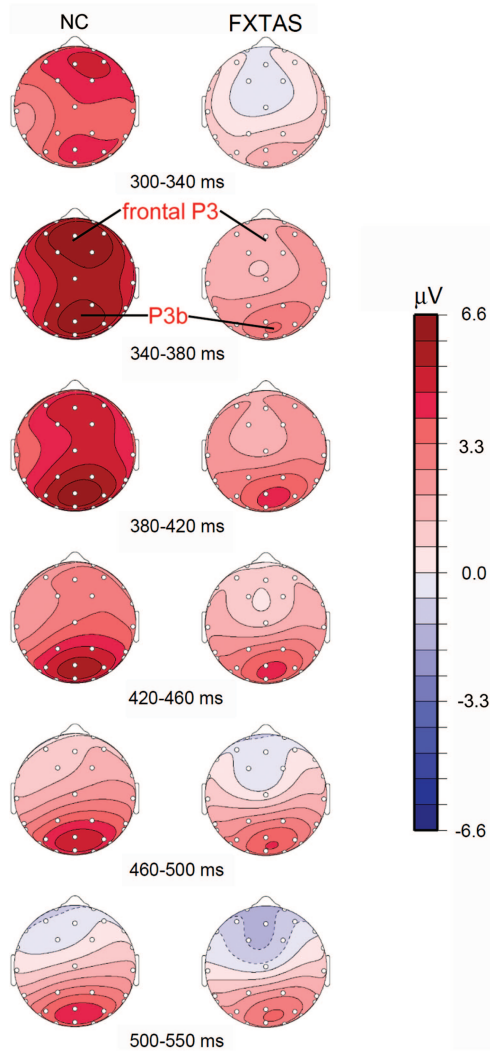 NC FXTAS
300-340 ms
frontal P3
P3b
340-380 ms
380-420 ms
420-460 ms
460-500 ms
500-550 ms
μV
6.6
3.3
0.0
-3.3
-6.6